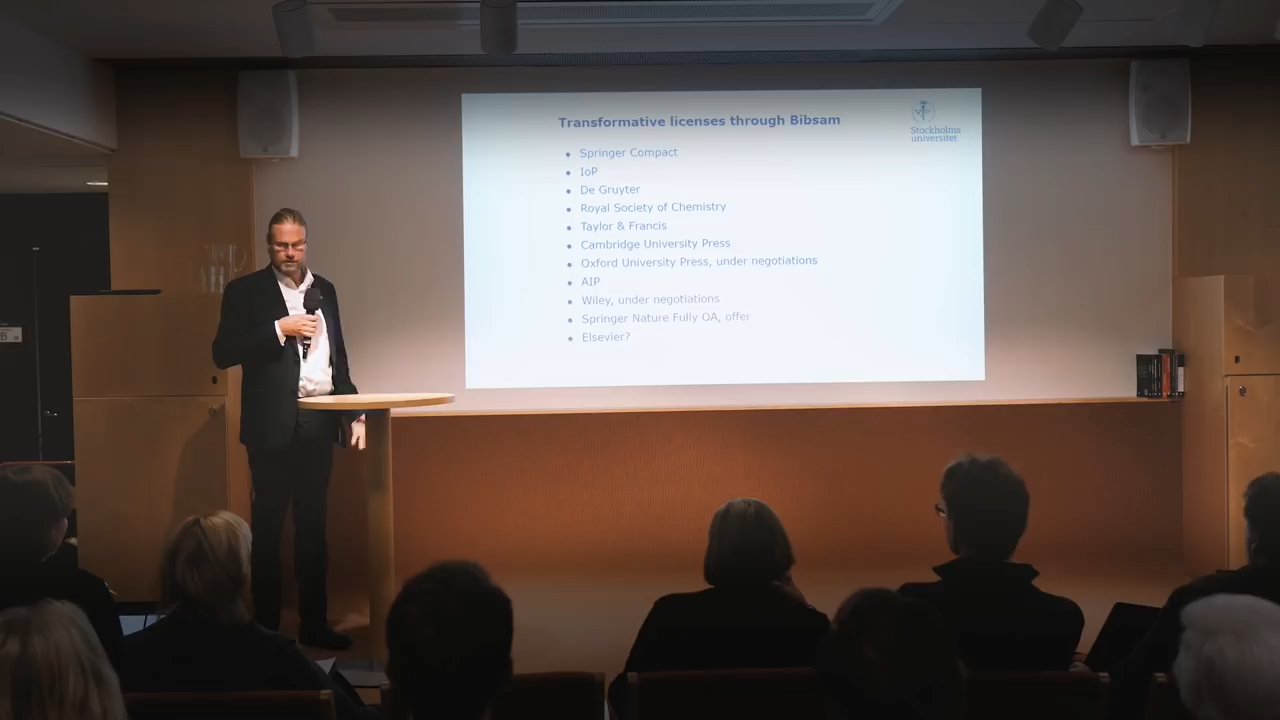 Transformative licenses through Bibsam
Stockholms
universitet
• Springer Compact
• IoP
• De Gruyter
• Royal Society of Chemistry
• Taylor & Francis
• Cambridge University Press
• Oxford University Press, under negotiations
• AIP
• Wiley, under negotiations
• Springer Nature Fully OA, offer
• Elsevier?
B